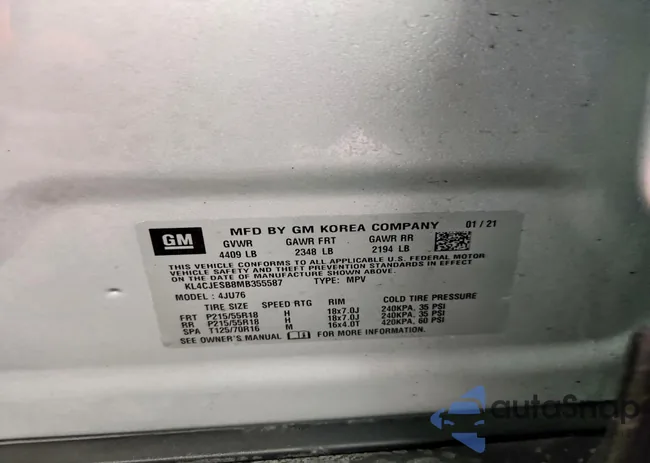 GM
MFD BY GM KOREA COMPANY 01/21
GVWR GAWR FRT GAWR RR
4409 LB 2348 LB 2194 LB
THIS VEHICLE CONFORMS TO ALL APPLICABLE U.S. FEDERAL MOTOR
VEHICLE SAFETY, BUMPER, AND THEFT PREVENTION STANDARDS IN EFFECT
ON THE DATE OF MANUFACTURE SHOWN ABOVE.
KL4CJESB8MB355587 TYPE: MPV
MODEL: 4JU76
TIRE SIZE SPEED RTG RIM COLD TIRE PRESSURE
FRT P215/55R18 H 18x7.0J 240KPA, 35 PSI
RR P215/55R18 H 18x7.0J 240KPA, 35 PSI
SPA T125/70R16 M 16x4.0T 420KPA, 60 PSI
SEE OWNER'S MANUAL FOR MORE INFORMATION.
autoSnap